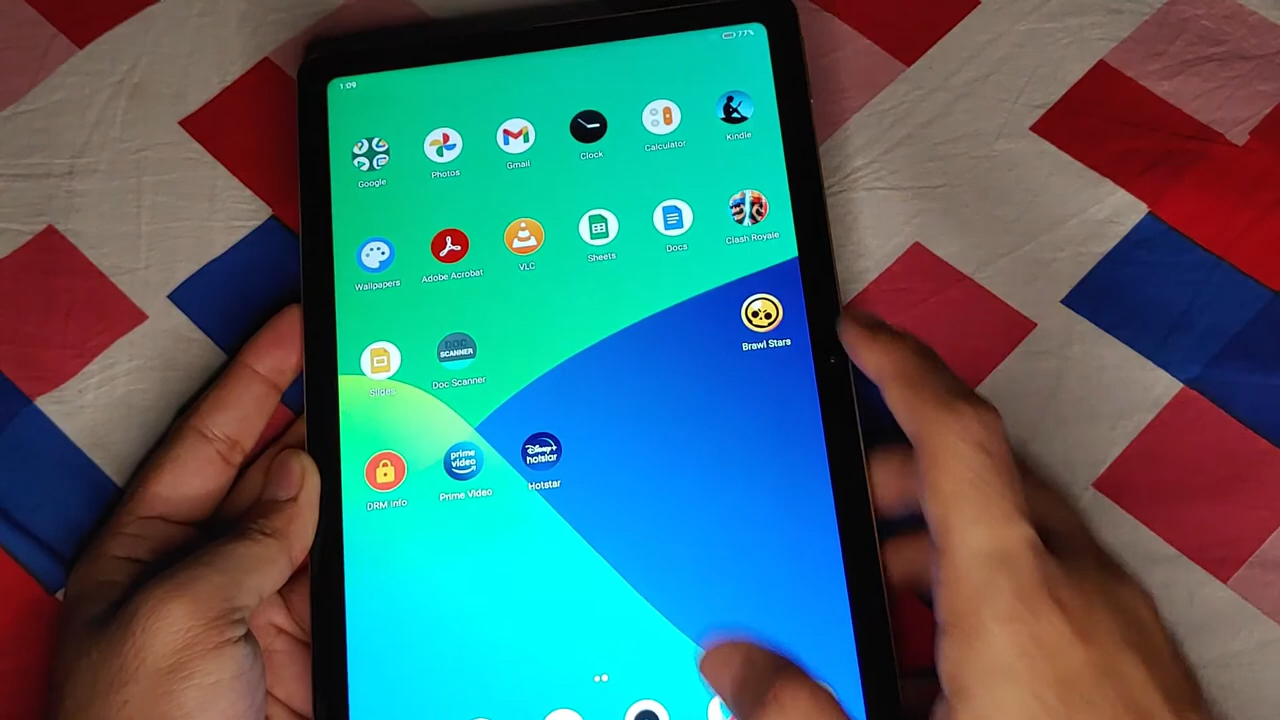 1:09
77%
Google
Photos
Gmail
Clock
Calculator
Kindle
Wallpapers
Adobe Acrobat
VLC
Sheets
Docs
Clash Royale
Slides
DOC
SCANNER
Doc Scanner
Brawl Stars
DRM Info
prime
video
Prime Video
Disney+
hotstar
Hotstar